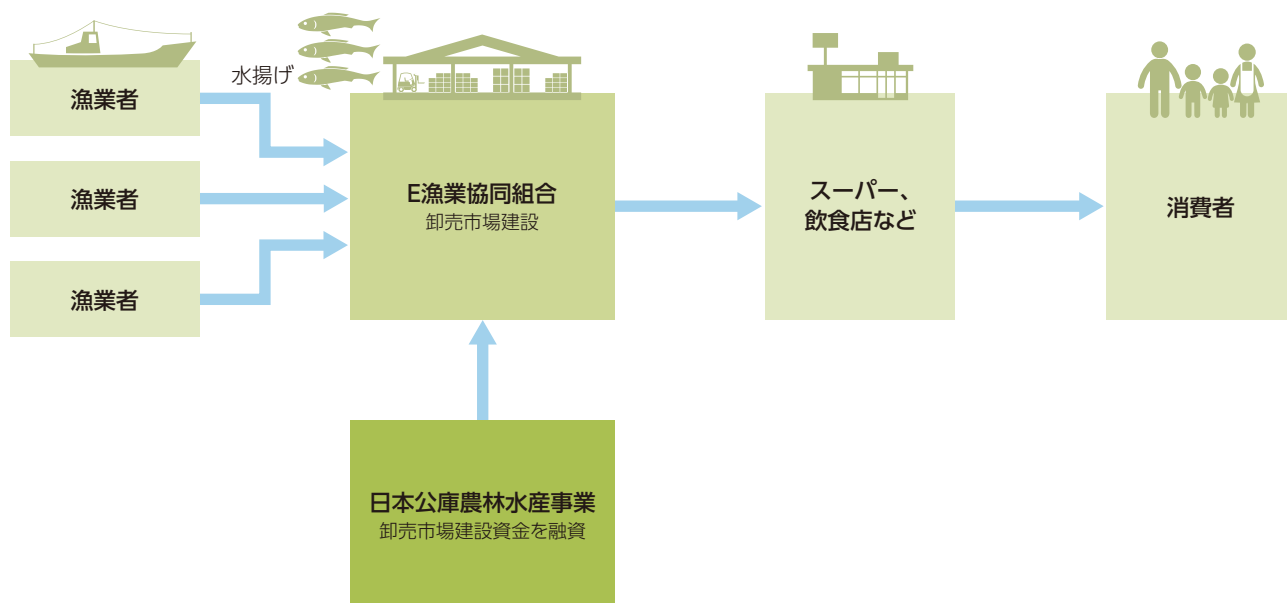 水揚げ
漁業者
漁業者
漁業者
E漁業協同組合
卸売市場建設
スーパー、
飲食店など
消費者
日本公庫農林水産事業
卸売市場建設資金を融資